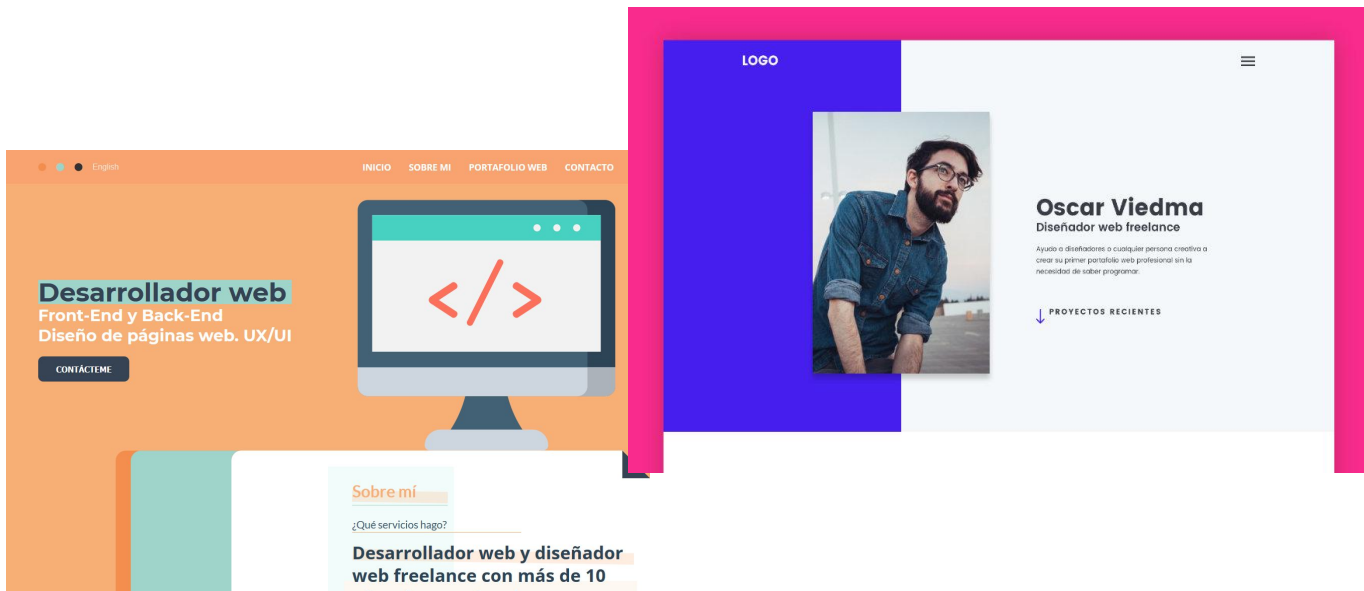 English
INICIO SOBRE MI PORTAFOLIO WEB CONTACTO
Desarrollador web
Front-End y Back-End
Diseño de páginas web. UX/UI
CONTÁCTEME
</>
Sobre mí
¿Qué servicios hago?
Desarrollador web y diseñador
web freelance con más de 10
LOGO
Oscar Viedma
Diseñador web freelance
Ayudo a diseñadores o cualquier persona creativa a
crear su primer portafolio web profesional sin la
necesidad de saber programar.
PROYECTOS RECIENTES